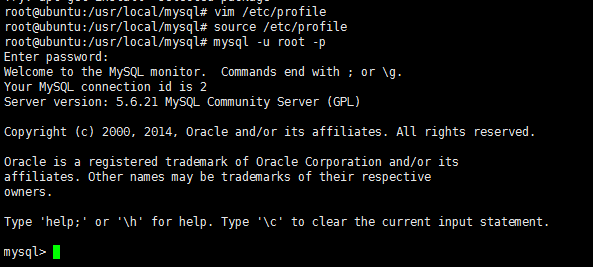 root@ubuntu:/usr/local/mysql# vim /etc/profile
root@ubuntu:/usr/local/mysql# source /etc/profile
root@ubuntu:/usr/local/mysql# mysql -u root -p
Enter password:
Welcome to the MySQL monitor.  Commands end with ; or \g.
Your MySQL connection id is 2
Server version: 5.6.21 MySQL Community Server (GPL)
Copyright (c) 2000, 2014, Oracle and/or its affiliates. All rights reserved.
Oracle is a registered trademark of Oracle Corporation and/or its
affiliates. Other names may be trademarks of their respective
owners.
Type 'help;' or '\h' for help. Type '\c' to clear the current input statement.
mysql>